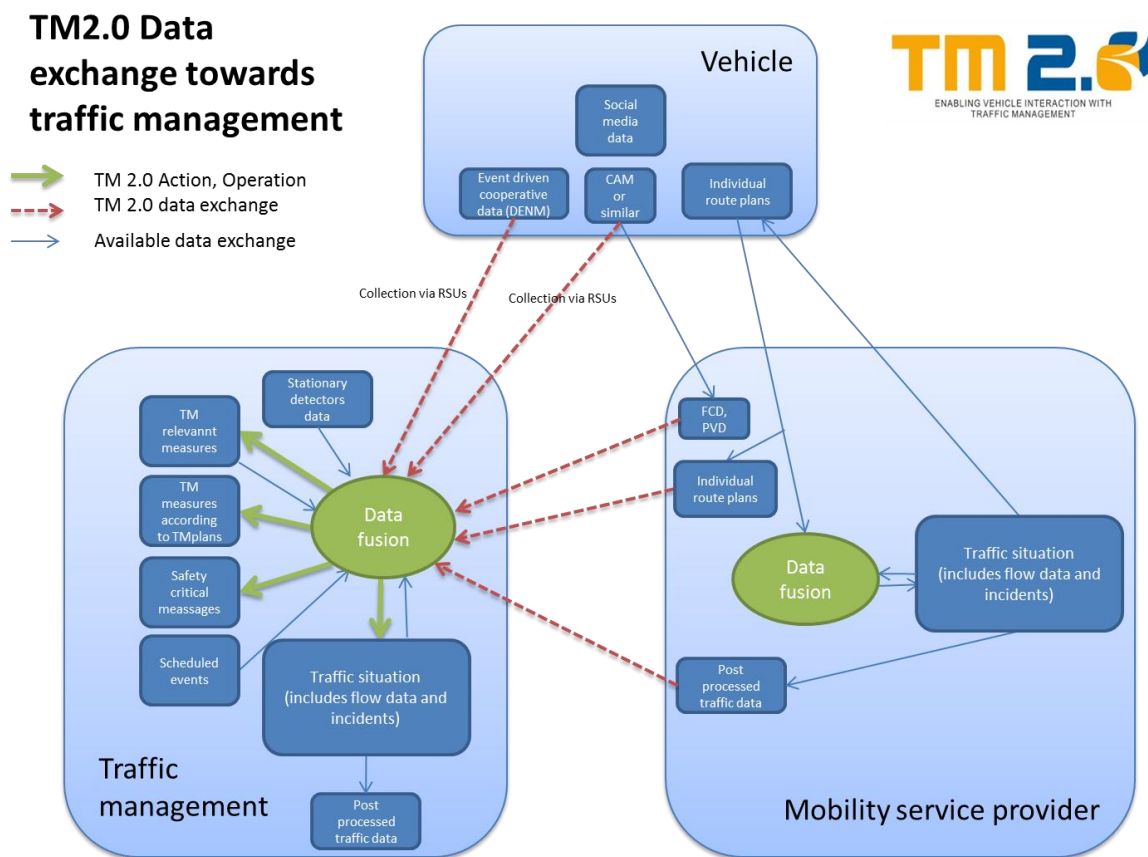 TM2.0 Data
exchange towards
traffic management
TM 2.0 Action, Operation
TM 2.0 data exchange
Available data exchange
Vehicle
Social
media
data
Event driven
cooperative
data (DENM)
CAM
or
similar
Individual
route plans
TM 2.0
ENABLING VEHICLE INTERACTION WITH
TRAFFIC MANAGEMENT
Collection via RSUs
Collection via RSUs
Stationary
detectors
data
TM
relevannt
measures
TM
measures
according
to TMplans
Safety
critical
meassages
Scheduled
events
Data
fusion
Traffic situation
(includes flow data and
incidents)
Post
processed
traffic data
Traffic
management
FCD,
PVD
Individual
route plans
Data
fusion
Traffic situation
(includes flow data and
incidents)
Post
processed
traffic data
Mobility service provider